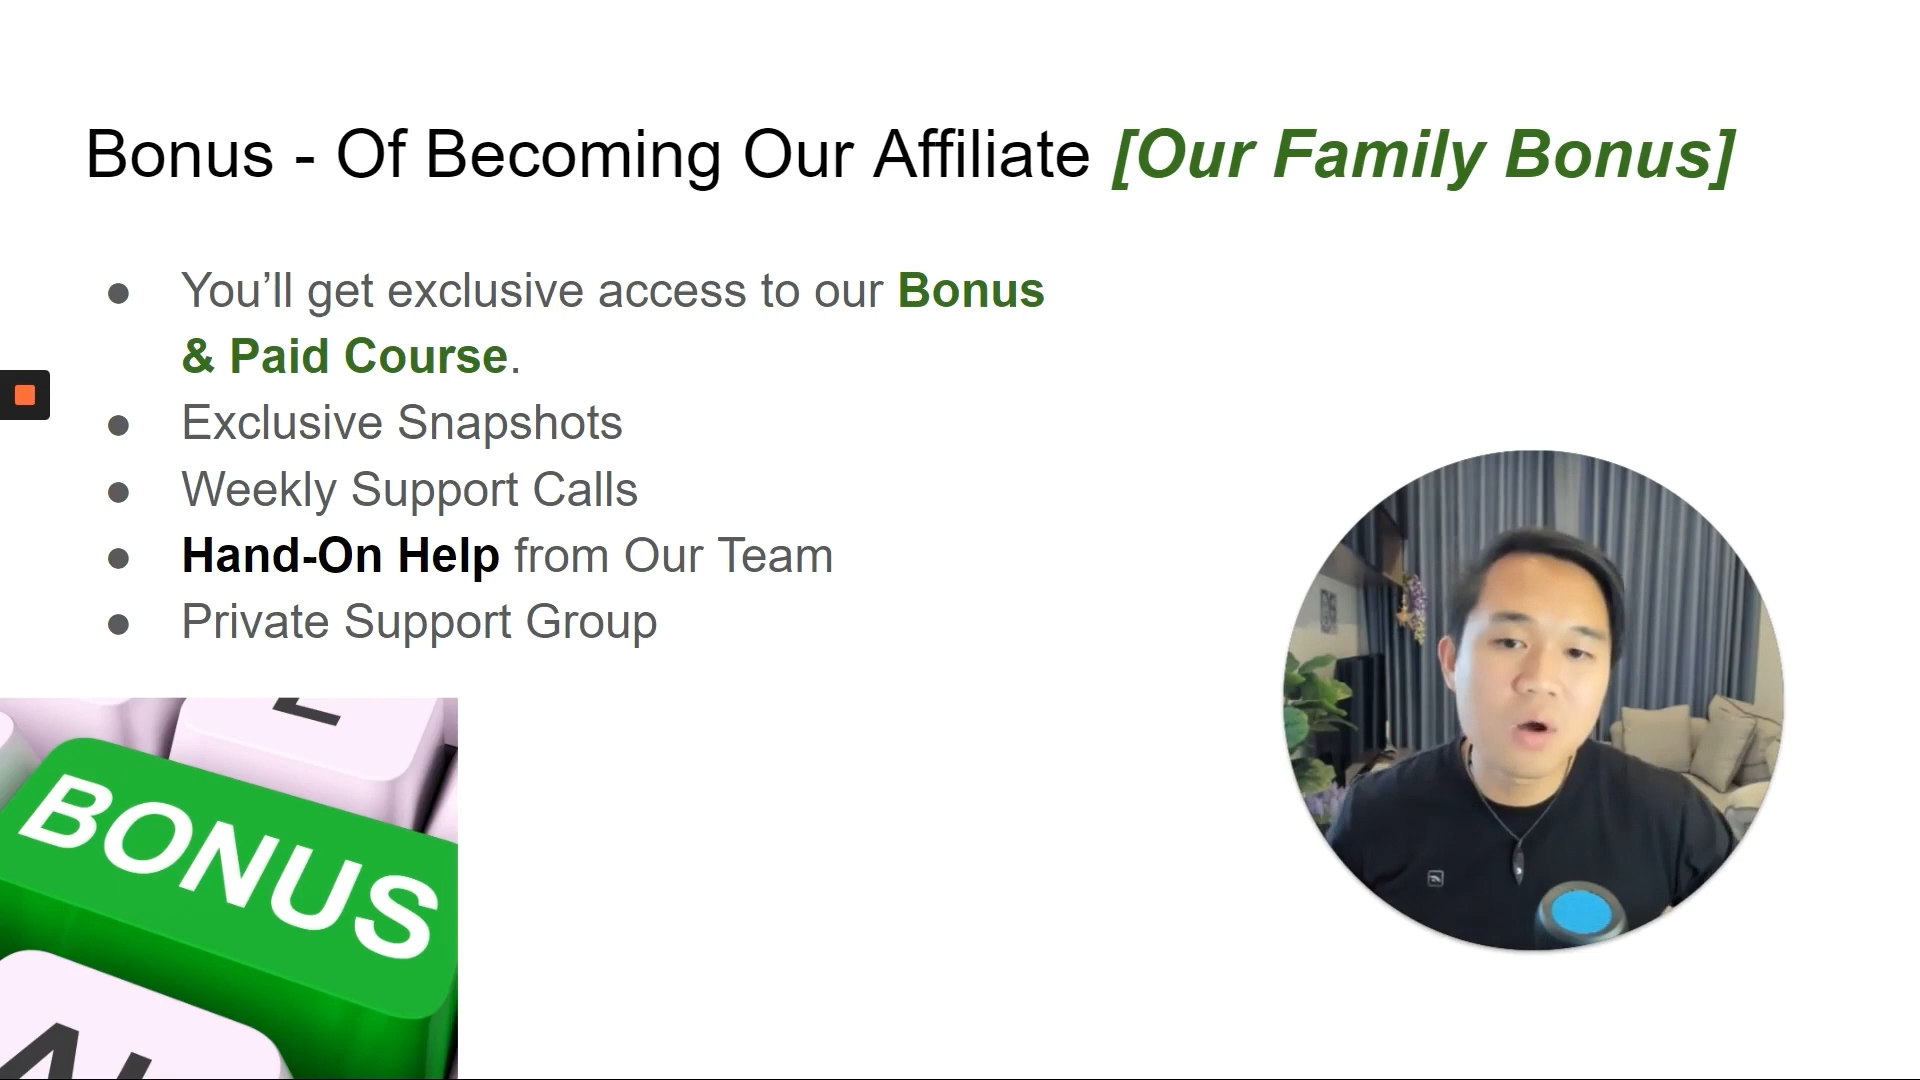 Bonus - Of Becoming Our Affiliate [Our Family Bonus]
● You’ll get exclusive access to our Bonus
& Paid Course.
● Exclusive Snapshots
● Weekly Support Calls
● Hand-On Help from Our Team
● Private Support Group
BONUS